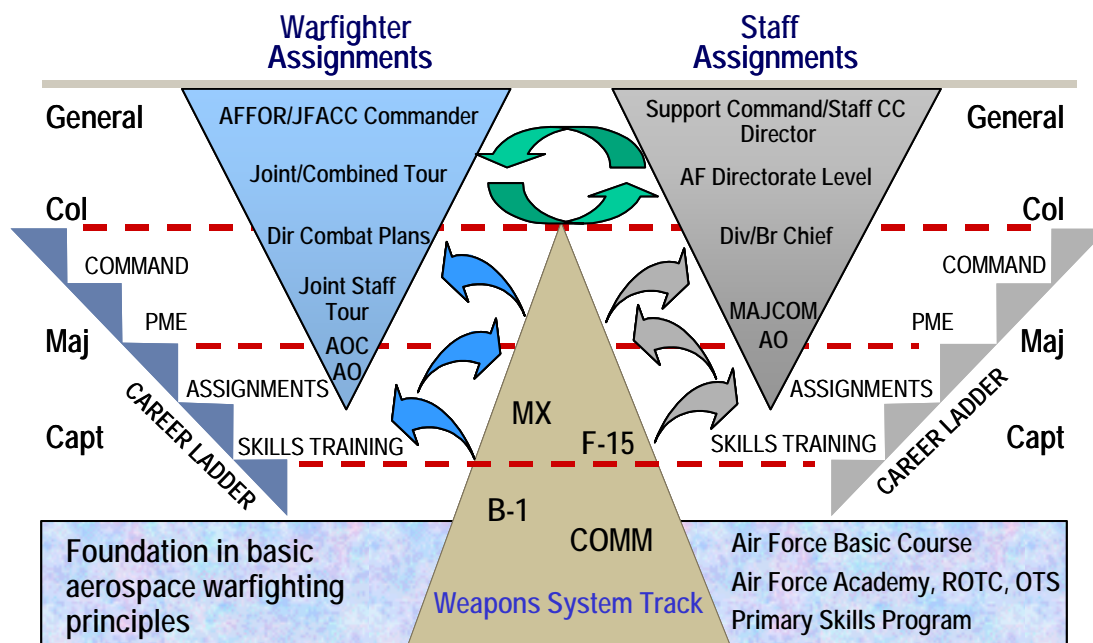 Warfighter
Assignments
Staff
Assignments
General
AFFOR/JFACC Commander
Support Command/Staff CC
Director
General
Joint/Combined Tour
AF Directorate Level
Col
Dir Combat Plans
Div/Br Chief
Col
COMMAND
COMMAND
Joint Staff
Tour
MAJCOM
AO
PME
PME
Maj
AOC
AO
Maj
ASSIGNMENTS
ASSIGNMENTS
CAREER LADDER
CAREER LADDER
Capt
SKILLS TRAINING
MX
F-15
SKILLS TRAINING
Capt
B-1
COMM
Weapons System Track
Foundation in basic
aerospace warfighting
principles
Air Force Basic Course
Air Force Academy, ROTC, OTS
Primary Skills Program